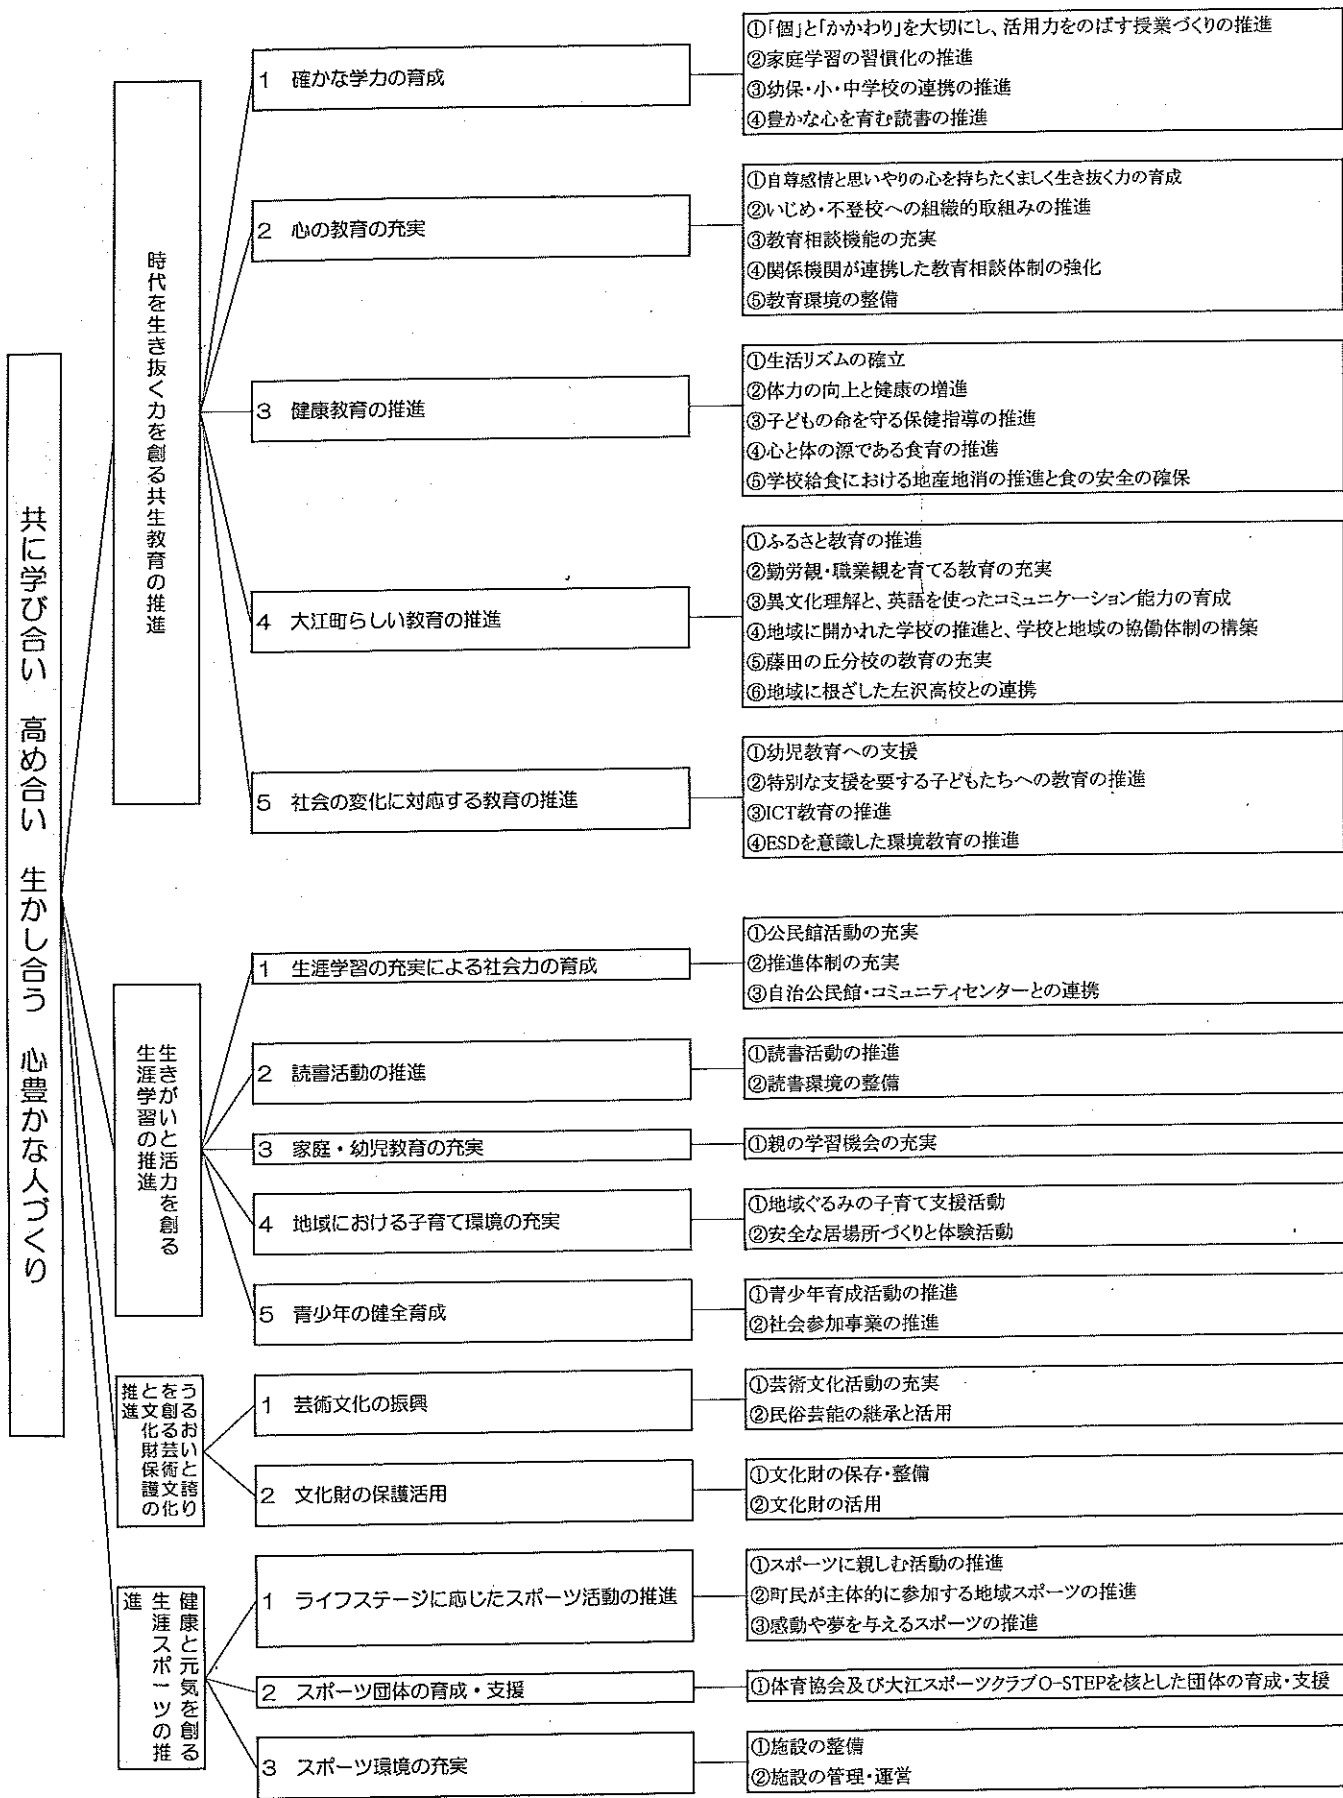 共に学び合い　高め合い　生かし合う　心豊かな人づくり
時代を生き抜く力を創る共生教育の推進
1　確かな学力の育成
①「個」と「かかわり」を大切にし、活用力をのばす授業づくりの推進
②家庭学習の習慣化の推進
③幼保・小・中学校の連携の推進
④豊かな心を育む読書の推進
2　心の教育の充実
①自尊感情と思いやりの心を持ちたくましく生き抜く力の育成
②いじめ・不登校への組織的取組みの推進
③教育相談機能の充実
④関係機関が連携した教育相談体制の強化
⑤教育環境の整備
3　健康教育の推進
①生活リズムの確立
②体力の向上と健康の増進
③子どもの命を守る保健指導の推進
④心と体の源である食育の推進
⑤学校給食における地産地消の推進と食の安全の確保
4　大江町らしい教育の推進
①ふるさと教育の推進
②勤労観・職業観を育てる教育の充実
③異文化理解と、英語を使ったコミュニケーション能力の育成
④地域に開かれた学校の推進と、学校と地域の協働体制の構築
⑤藤田の丘分校の教育の充実
⑥地域に根ざした左沢高校との連携
5　社会の変化に対応する教育の推進
①幼児教育への支援
②特別な支援を要する子どもたちへの教育の推進
③ICT教育の推進
④ESDを意識した環境教育の推進
生きがいと活力を創る
生涯学習の推進
1　生涯学習の充実による社会力の育成
①公民館活動の充実
②推進体制の充実
③自治公民館・コミュニティセンターとの連携
2　読書活動の推進
①読書活動の推進
②読書環境の整備
3　家庭・幼児教育の充実
①親の学習機会の充実
4　地域における子育て環境の充実
①地域ぐるみの子育て支援活動
②安全な居場所づくりと体験活動
5　青少年の健全育成
①青少年育成活動の推進
②社会参加事業の推進
うるおいと誇り
を創る芸術文化
と文化財保護の
推進
1　芸術文化の振興
①芸術文化活動の充実
②民俗芸能の継承と活用
2　文化財の保護活用
①文化財の保存・整備
②文化財の活用
健康と元気を創る
生涯スポーツの推
進
1　ライフステージに応じたスポーツ活動の推進
①スポーツに親しむ活動の推進
②町民が主体的に参加する地域スポーツの推進
③感動や夢を与えるスポーツの推進
2　スポーツ団体の育成・支援
①体育協会及び大江スポーツクラブO-STEPを核とした団体の育成・支援
3　スポーツ環境の充実
①施設の整備
②施設の管理・運営